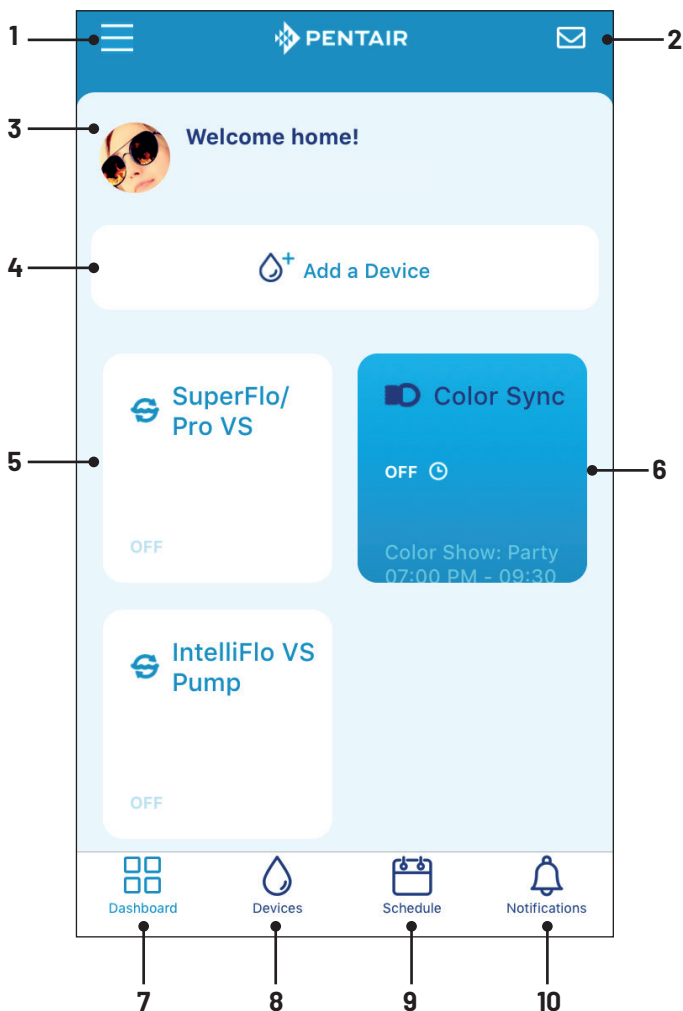 1
PENTAIR
2
3
Welcome home!
4
Add a Device
SuperFlo/
Pro VS
Color Sync
5
OFF
6
OFF
Color Show: Party
07:00 PM - 09:30
IntelliFlo VS
Pump
OFF
Dashboard
Devices
Schedule
Notifications
7
8
9
10